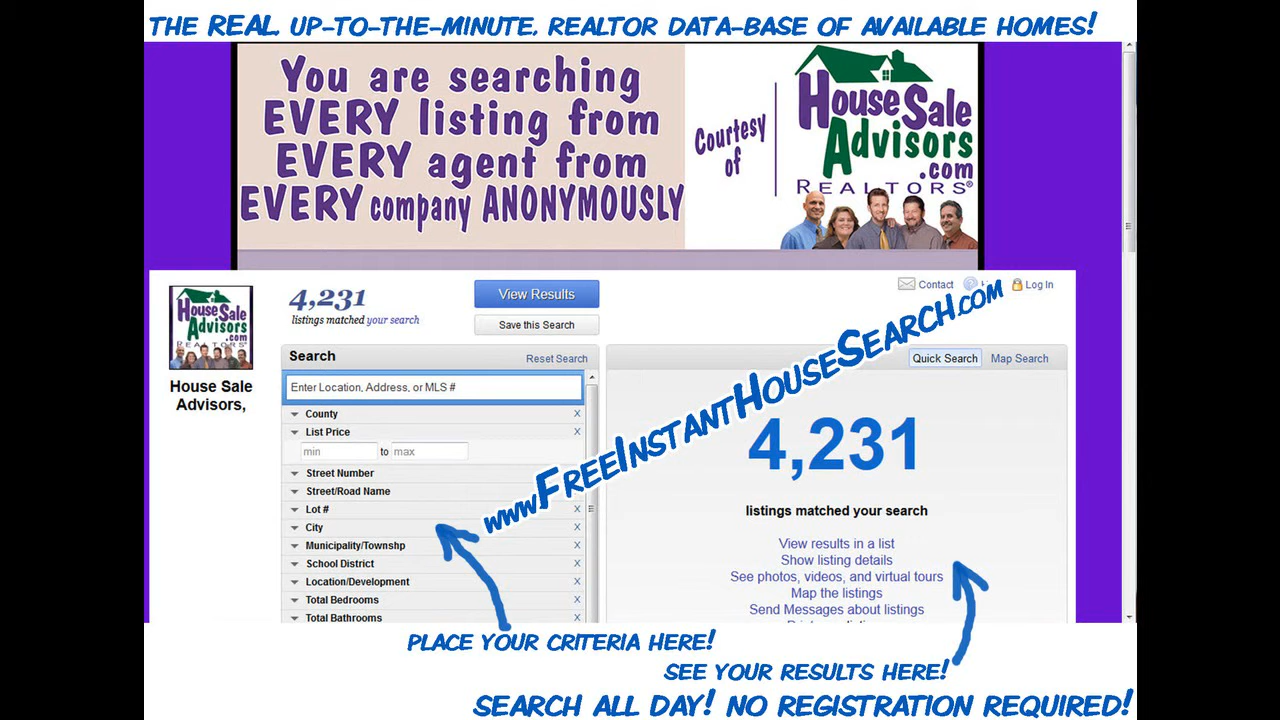 THE REAL, UP-TO-THE-MINUTE, REALTOR DATA-BASE OF AVAILABLE HOMES!
You are searching
EVERY listing from
EVERY agent from
EVERY company ANONYMOUSLY
Courtesy
of
HouseSale
Advisors
.com
REALTORS®
4,231
listings matched your search
View Results
Save this Search
Contact
Log In
House Sale
Advisors
.com
REALTORS
House Sale
Advisors,
Search
Reset Search
Quick Search
Map Search
Enter Location, Address, or MLS #
County X
List Price X
min to max
Street Number
Street/Road Name
Lot # X
City X
Municipality/Townshp X
School District X
Location/Development X
Total Bedrooms X
Total Bathrooms X
www.FreeInstantHouseSearch.com
4,231
listings matched your search
View results in a list
Show listing details
See photos, videos, and virtual tours
Map the listings
Send Messages about listings
PLACE YOUR CRITERIA HERE!
SEE YOUR RESULTS HERE!
SEARCH ALL DAY! NO REGISTRATION REQUIRED!